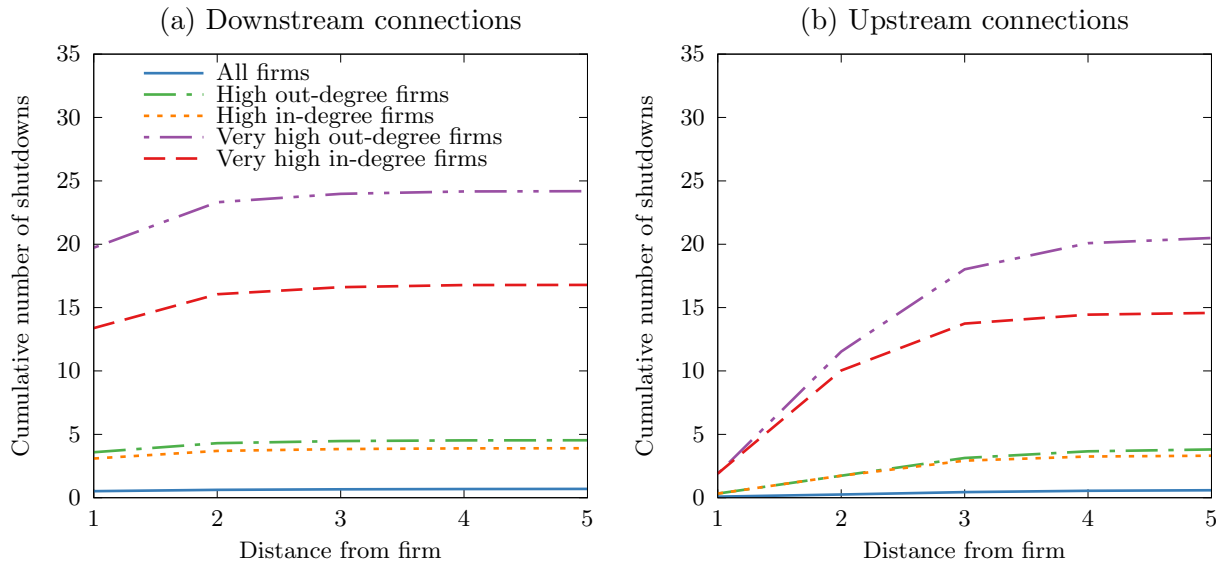 (a) Downstream connections
35
30
25
20
15
10
5
0
Cumulative number of shutdowns
All firms
High out-degree firms
High in-degree firms
Very high out-degree firms
Very high in-degree firms
1 2 3 4 5
Distance from firm
(b) Upstream connections
35
30
25
20
15
10
5
0
Cumulative number of shutdowns
1 2 3 4 5
Distance from firm